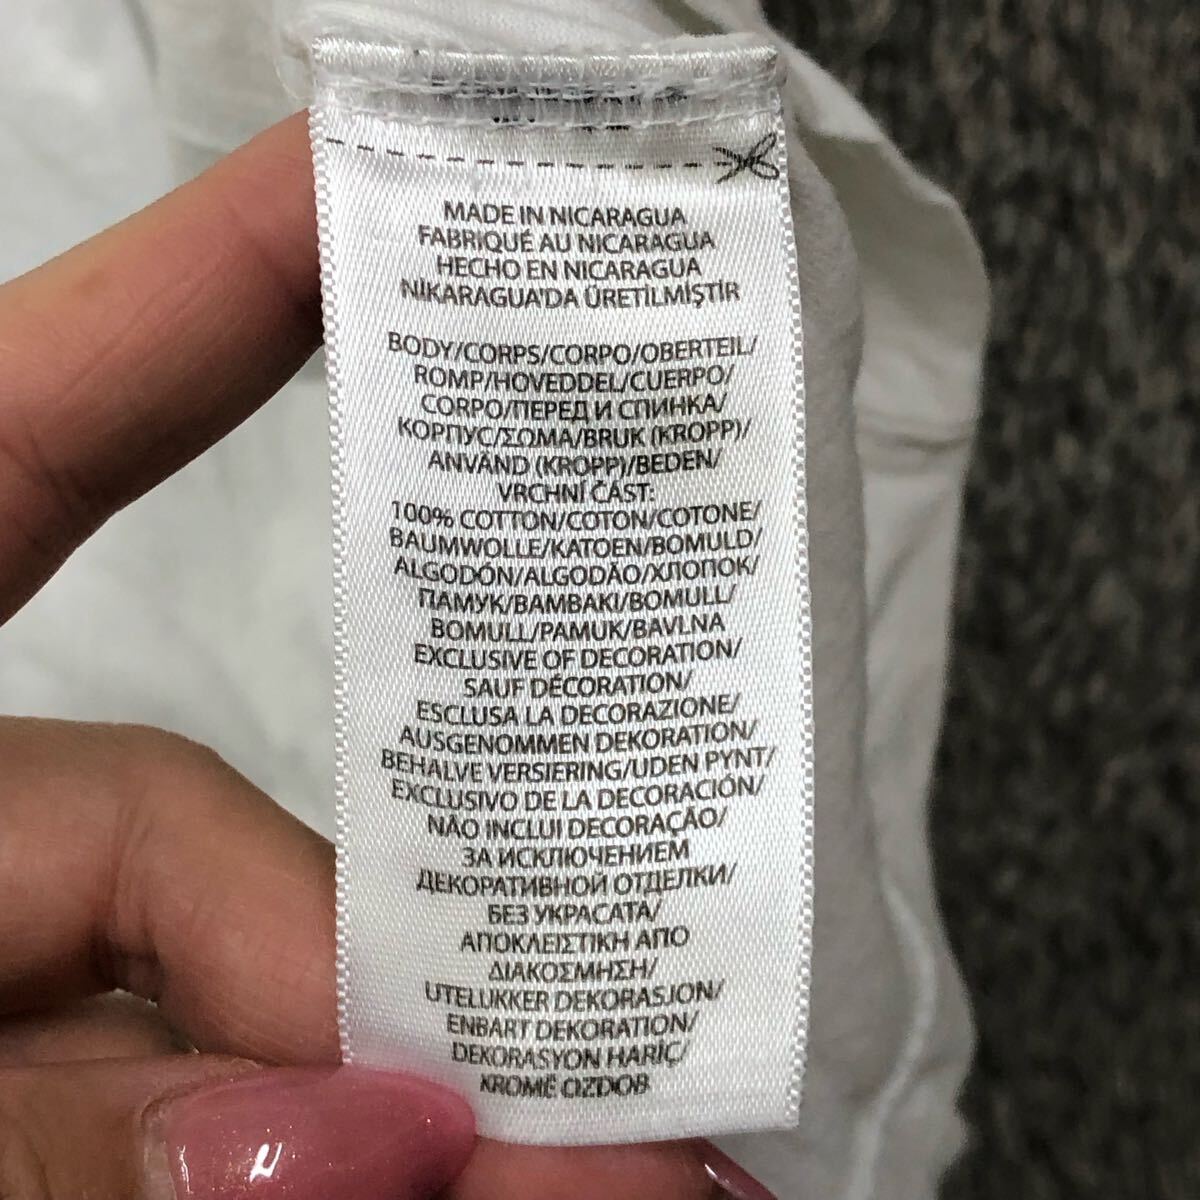 MADE IN NICARAGUA
FABRIQUÉ AU NICARAGUA
HECHO EN NICARAGUA
NİKARAGUA'DA ÜRETİLMİŞTİR
BODY/CORPS/CORPO/OBERTEIL/
ROMP/HOVEDDEL/CUERPO/
CORPO/ПЕРЕД И СПИНКА/
КОРПУС/ΣΩΜΑ/BRUK (KROPP)/
ANVÄND (KROPP)/BEDEN/
VRCHNÍ ČÁST:
100% COTTON/COTON/COTONE/
BAUMWOLLE/KATOEN/BOMULD/
ALGODÓN/ALGODÃO/ХЛОПОК/
ПАМУК/ΒΑΜΒΑΚΙ/BOMULL/
BOMULL/PAMUK/BAVLNA
EXCLUSIVE OF DECORATION/
SAUF DÉCORATION/
ESCLUSA LA DECORAZIONE/
AUSGENOMMEN DEKORATION/
BEHALVE VERSIERING/UDEN PYNT/
EXCLUSIVO DE LA DECORACIÓN/
NÃO INCLUI DECORAÇÃO/
ЗА ИСКЛЮЧЕНИЕМ
ДЕКОРАТИВНОЙ ОТДЕЛКИ/
БЕЗ УКРАСАТА/
ΑΠΟΚΛΕΙΣΤΙΚΗ ΑΠΟ
ΔΙΑΚΟΣΜΗΣΗ/
UTELUKKER DEKORASJON/
ENBART DEKORATION/
DEKORASYON HARİÇ/
KROMĚ OZDOB